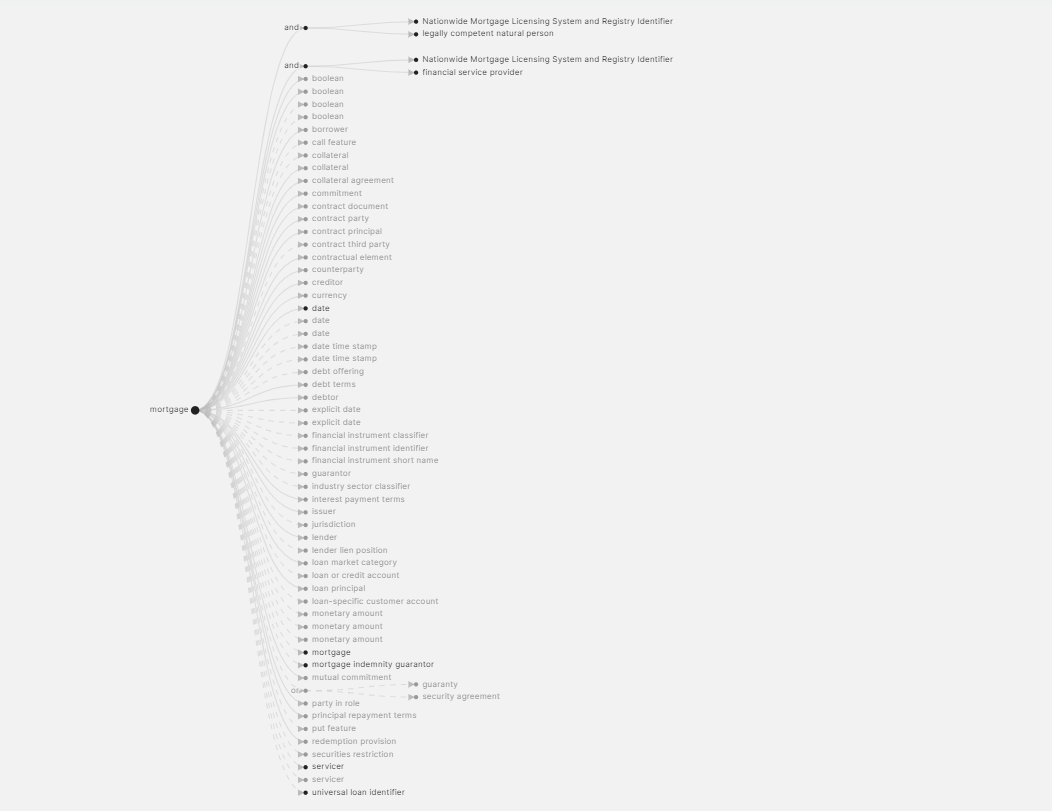 and
Nationwide Mortgage Licensing System and Registry Identifier
legally competent natural person
and
Nationwide Mortgage Licensing System and Registry Identifier
financial service provider
boolean
boolean
boolean
boolean
borrower
call feature
collateral
collateral
collateral agreement
commitment
contract document
contract party
contract principal
contract third party
contractual element
counterparty
creditor
currency
date
date
date
date time stamp
date time stamp
debt offering
debt terms
debtor
mortgage
explicit date
explicit date
financial instrument classifier
financial instrument identifier
financial instrument short name
guarantor
industry sector classifier
interest payment terms
issuer
jurisdiction
lender
lender lien position
loan market category
loan or credit account
loan principal
loan-specific customer account
monetary amount
monetary amount
monetary amount
mortgage
mortgage indemnity guarantor
mutual commitment
or
guaranty
security agreement
party in role
principal repayment terms
put feature
redemption provision
securities restriction
servicer
servicer
universal loan identifier